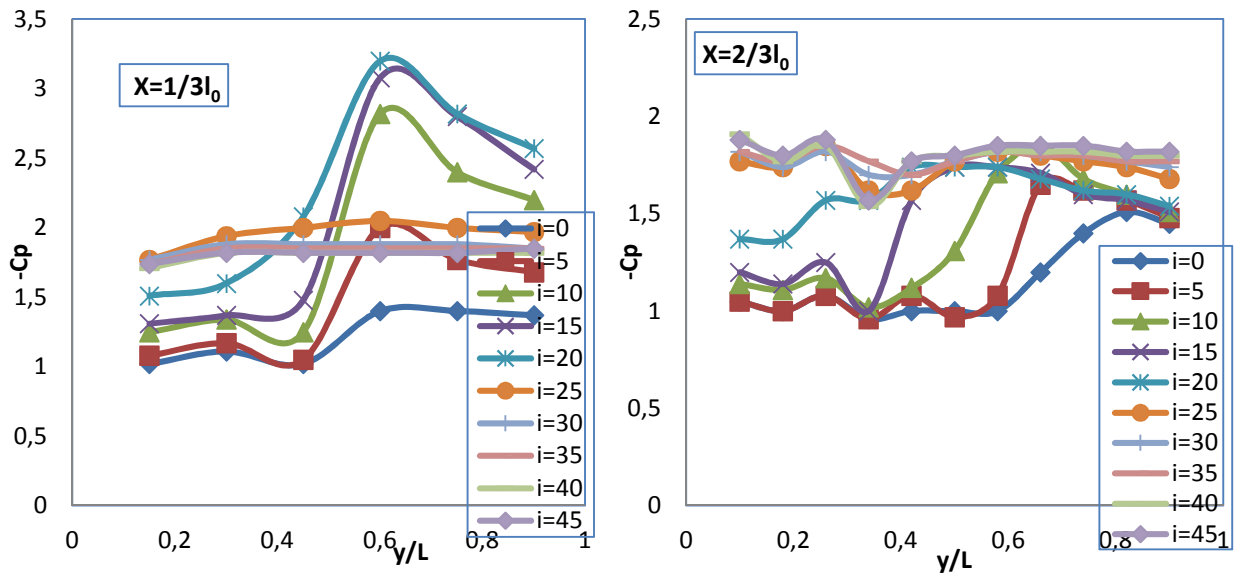 X=1/3l₀
-Cp
3,5
3
2,5
2
1,5
1
0,5
0
0
0,2
0,4
0,6
0,8
1
y/L
i=0
i=5
i=10
i=15
i=20
i=25
i=30
i=35
i=40
i=45
X=2/3l₀
-Cp
2,5
2
1,5
1
0,5
0
0
0,2
0,4
0,6
0,8
1
y/L
i=0
i=5
i=10
i=15
i=20
i=25
i=30
i=35
i=40
i=45